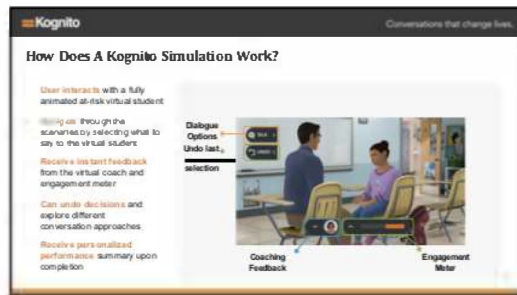 Kognito
Conversations that change lives.
How Does A Kognito Simulation Work?
User interacts with a fully
animated at-risk virtual student
through the
scenarios by selecting what to
say to the virtual student
Receive instant feedback
from the virtual coach and
engagement meter
Can undo decisions and
explore different
conversation approaches
Receive personalized
performance summary upon
completion
Dialogue
Options
Undo last
selection
TALK
UNDO
Coaching
Feedback
Engagement
Meter